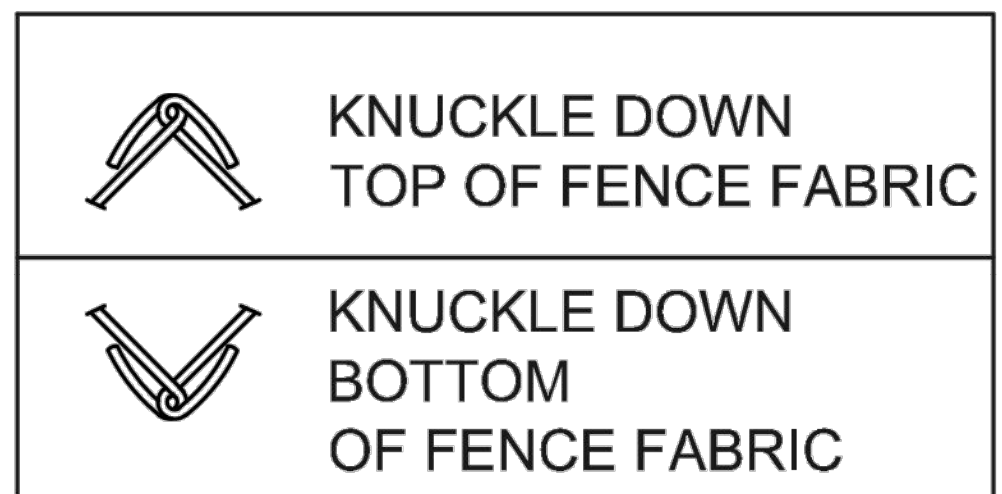 KNUCKLE DOWN
TOP OF FENCE FABRIC
KNUCKLE DOWN
BOTTOM
OF FENCE FABRIC